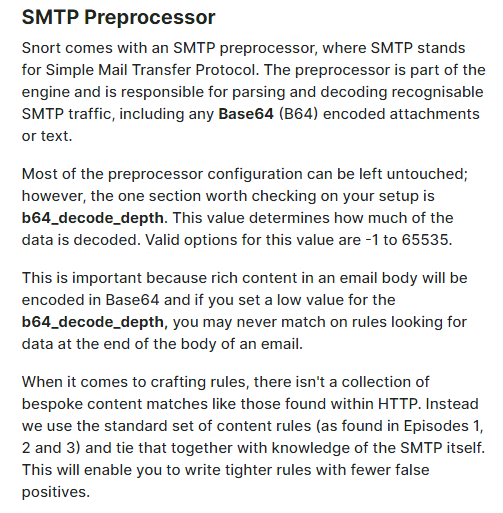 SMTP Preprocessor
Snort comes with an SMTP preprocessor, where SMTP stands
for Simple Mail Transfer Protocol. The preprocessor is part of the
engine and is responsible for parsing and decoding recognisable
SMTP traffic, including any Base64 (B64) encoded attachments
or text.
Most of the preprocessor configuration can be left untouched;
however, the one section worth checking on your setup is
b64_decode_depth. This value determines how much of the
data is decoded. Valid options for this value are -1 to 65535.
This is important because rich content in an email body will be
encoded in Base64 and if you set a low value for the
b64_decode_depth, you may never match on rules looking for
data at the end of the body of an email.
When it comes to crafting rules, there isn't a collection of
bespoke content matches like those found within HTTP. Instead
we use the standard set of content rules (as found in Episodes 1,
2 and 3) and tie that together with knowledge of the SMTP itself.
This will enable you to write tighter rules with fewer false
positives.